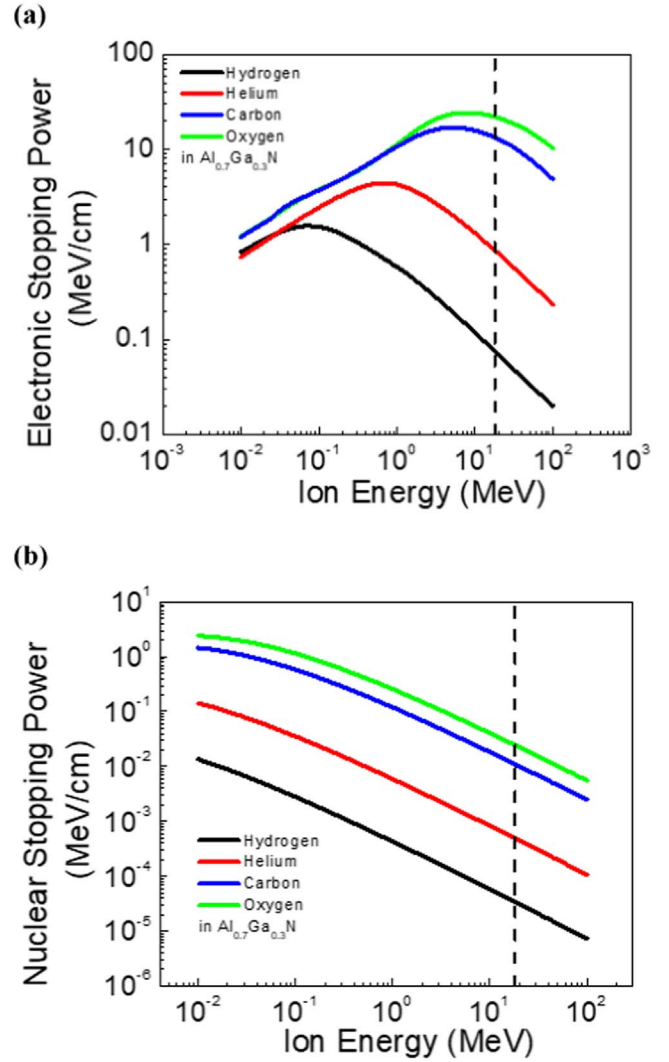 (a)
Electronic Stopping Power
(MeV/cm)
100
10
1
0.1
0.01
Hydrogen
Helium
Carbon
Oxygen
in Al₀.₇Ga₀.₃N
10⁻³ 10⁻² 10⁻¹ 10⁰ 10¹ 10² 10³
Ion Energy (MeV)
(b)
Nuclear Stopping Power
(MeV/cm)
10¹
10⁰
10⁻¹
10⁻²
10⁻³
10⁻⁴
10⁻⁵
10⁻⁶
Hydrogen
Helium
Carbon
Oxygen
in Al₀.₇Ga₀.₃N
10⁻² 10⁻¹ 10⁰ 10¹ 10²
Ion Energy (MeV)